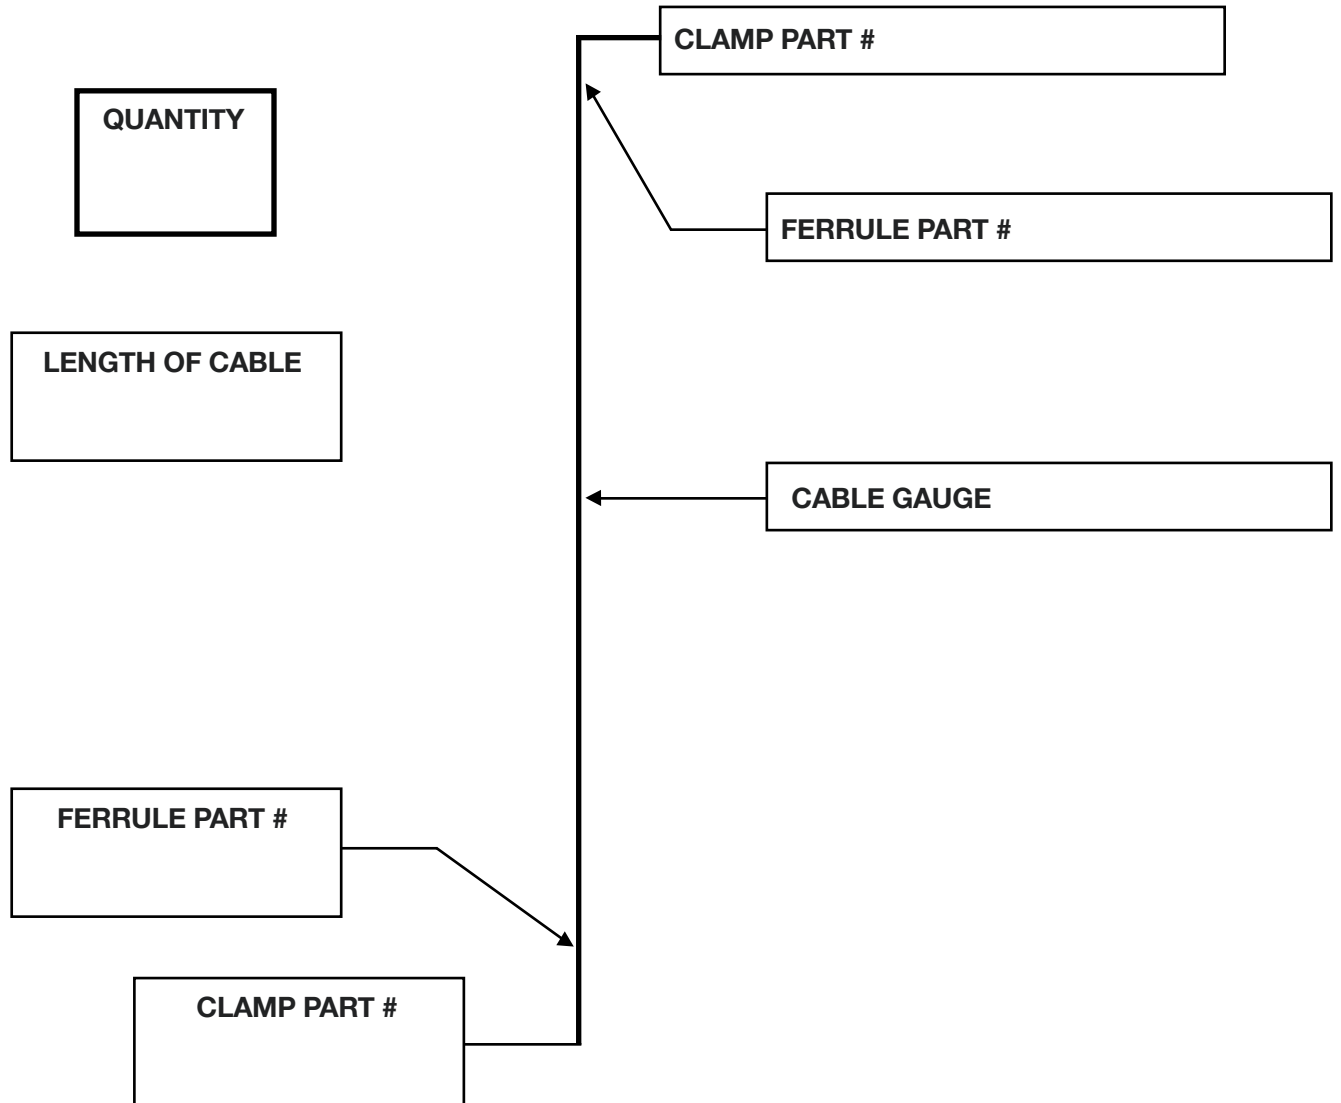 CLAMP PART #
QUANTITY
FERRULE PART #
LENGTH OF CABLE
CABLE GAUGE
FERRULE PART #
CLAMP PART #